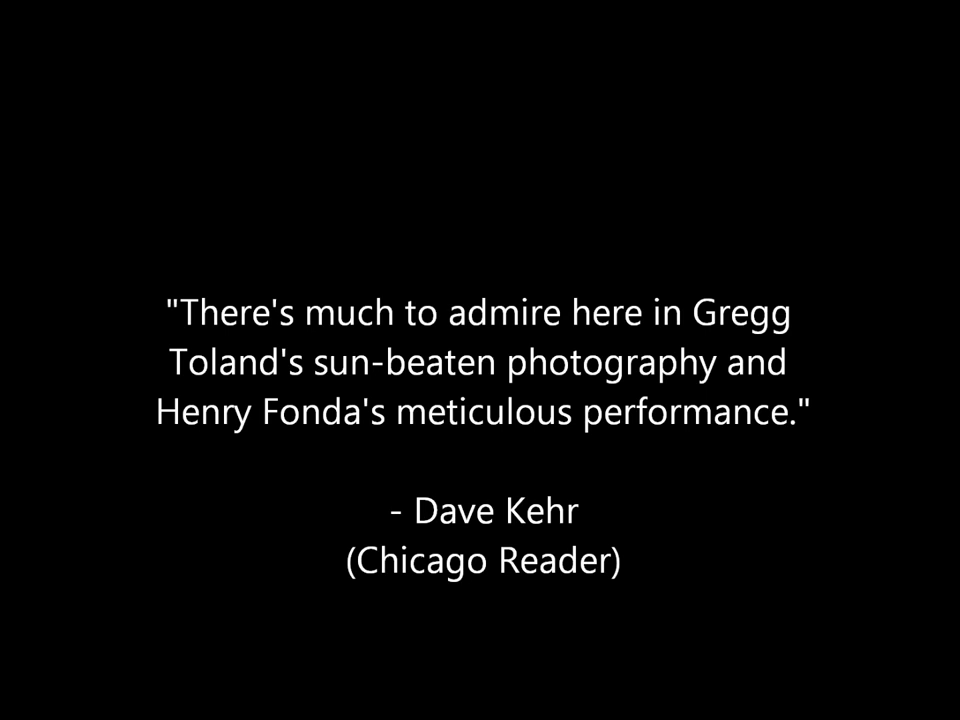 "There's much to admire here in Gregg
Toland's sun-beaten photography and
Henry Fonda's meticulous performance."
- Dave Kehr
(Chicago Reader)